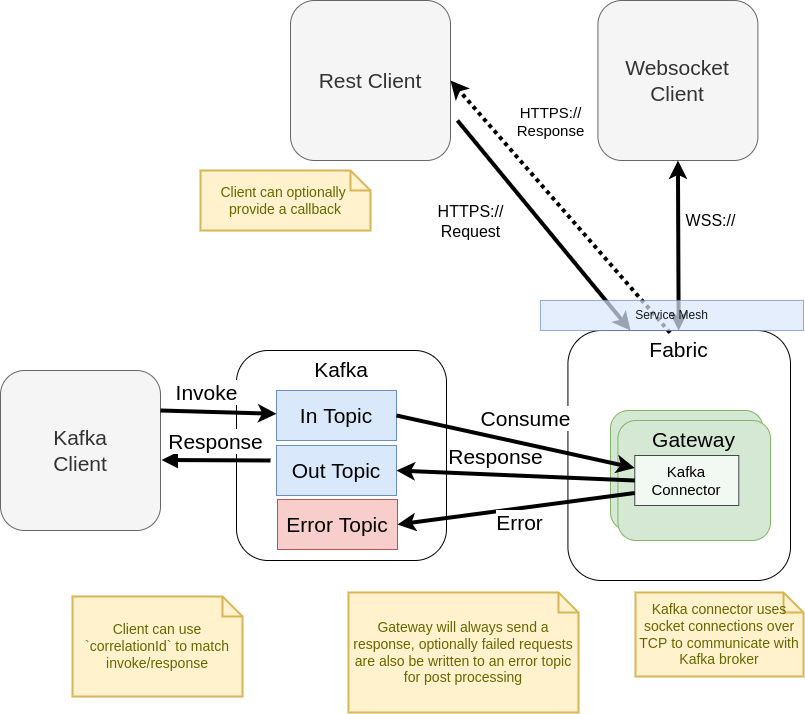 Rest Client
Websocket
Client
HTTPS://
Response
Client can optionally
provide a callback
HTTPS://
Request
WSS://
Service Mesh
Fabric
Kafka
Invoke
In Topic
Consume
Kafka
Client
Response
Out Topic
Response
Gateway
Kafka
Connector
Error Topic
Error
Client can use
`correlationId` to match
invoke/response
Gateway will always send a
response, optionally failed requests
are also be written to an error topic
for post processing
Kafka connector uses
socket connections over
TCP to communicate with
Kafka broker